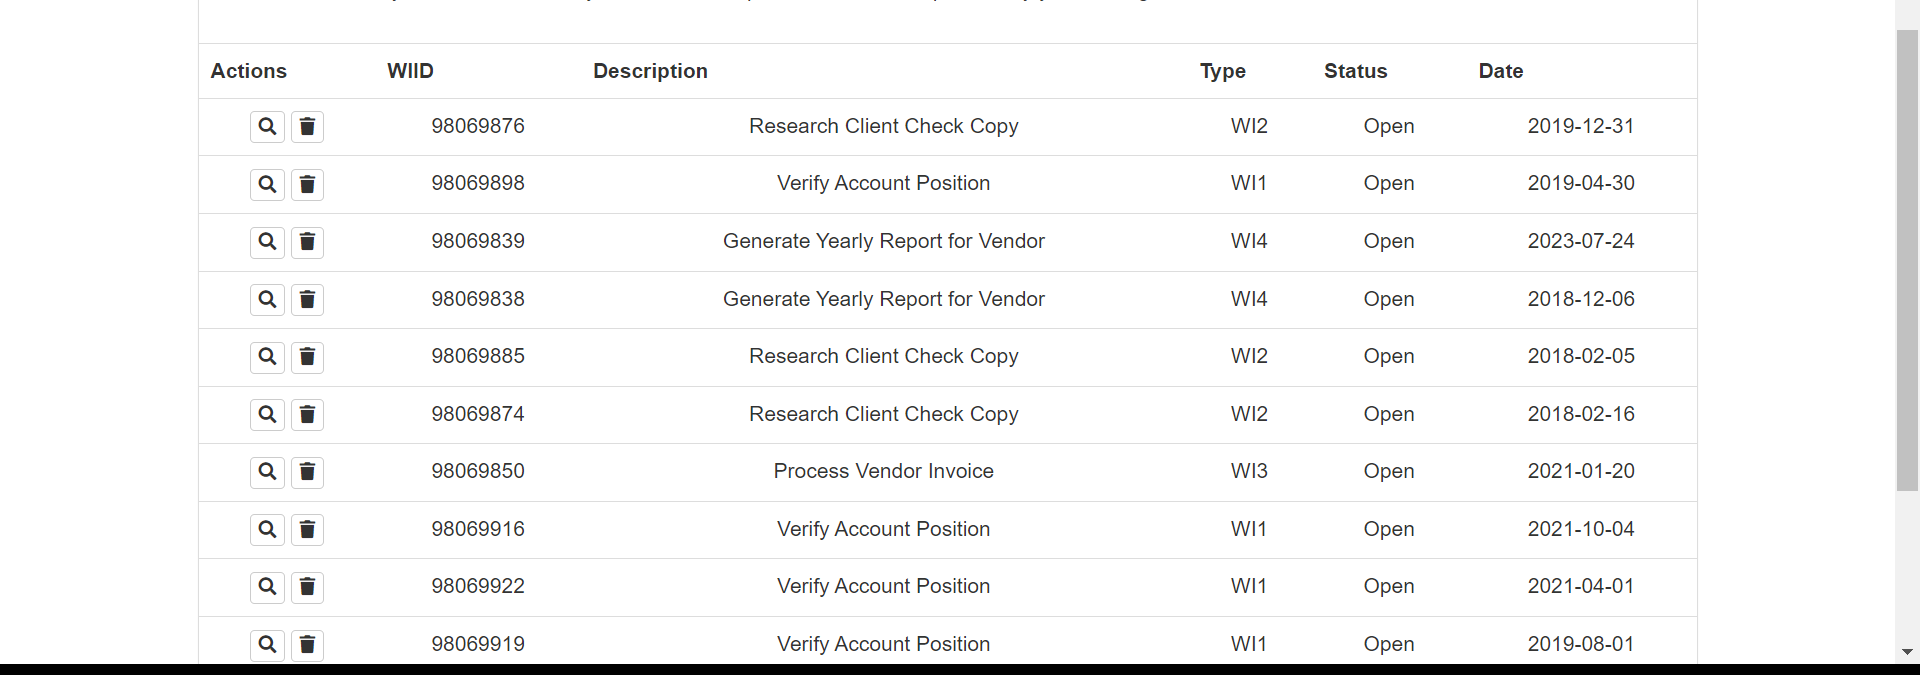 Actions WIID Description Type Status Date
98069876 Research Client Check Copy WI2 Open 2019-12-31
98069898 Verify Account Position WI1 Open 2019-04-30
98069839 Generate Yearly Report for Vendor WI4 Open 2023-07-24
98069838 Generate Yearly Report for Vendor WI4 Open 2018-12-06
98069885 Research Client Check Copy WI2 Open 2018-02-05
98069874 Research Client Check Copy WI2 Open 2018-02-16
98069850 Process Vendor Invoice WI3 Open 2021-01-20
98069916 Verify Account Position WI1 Open 2021-10-04
98069922 Verify Account Position WI1 Open 2021-04-01
98069919 Verify Account Position WI1 Open 2019-08-01